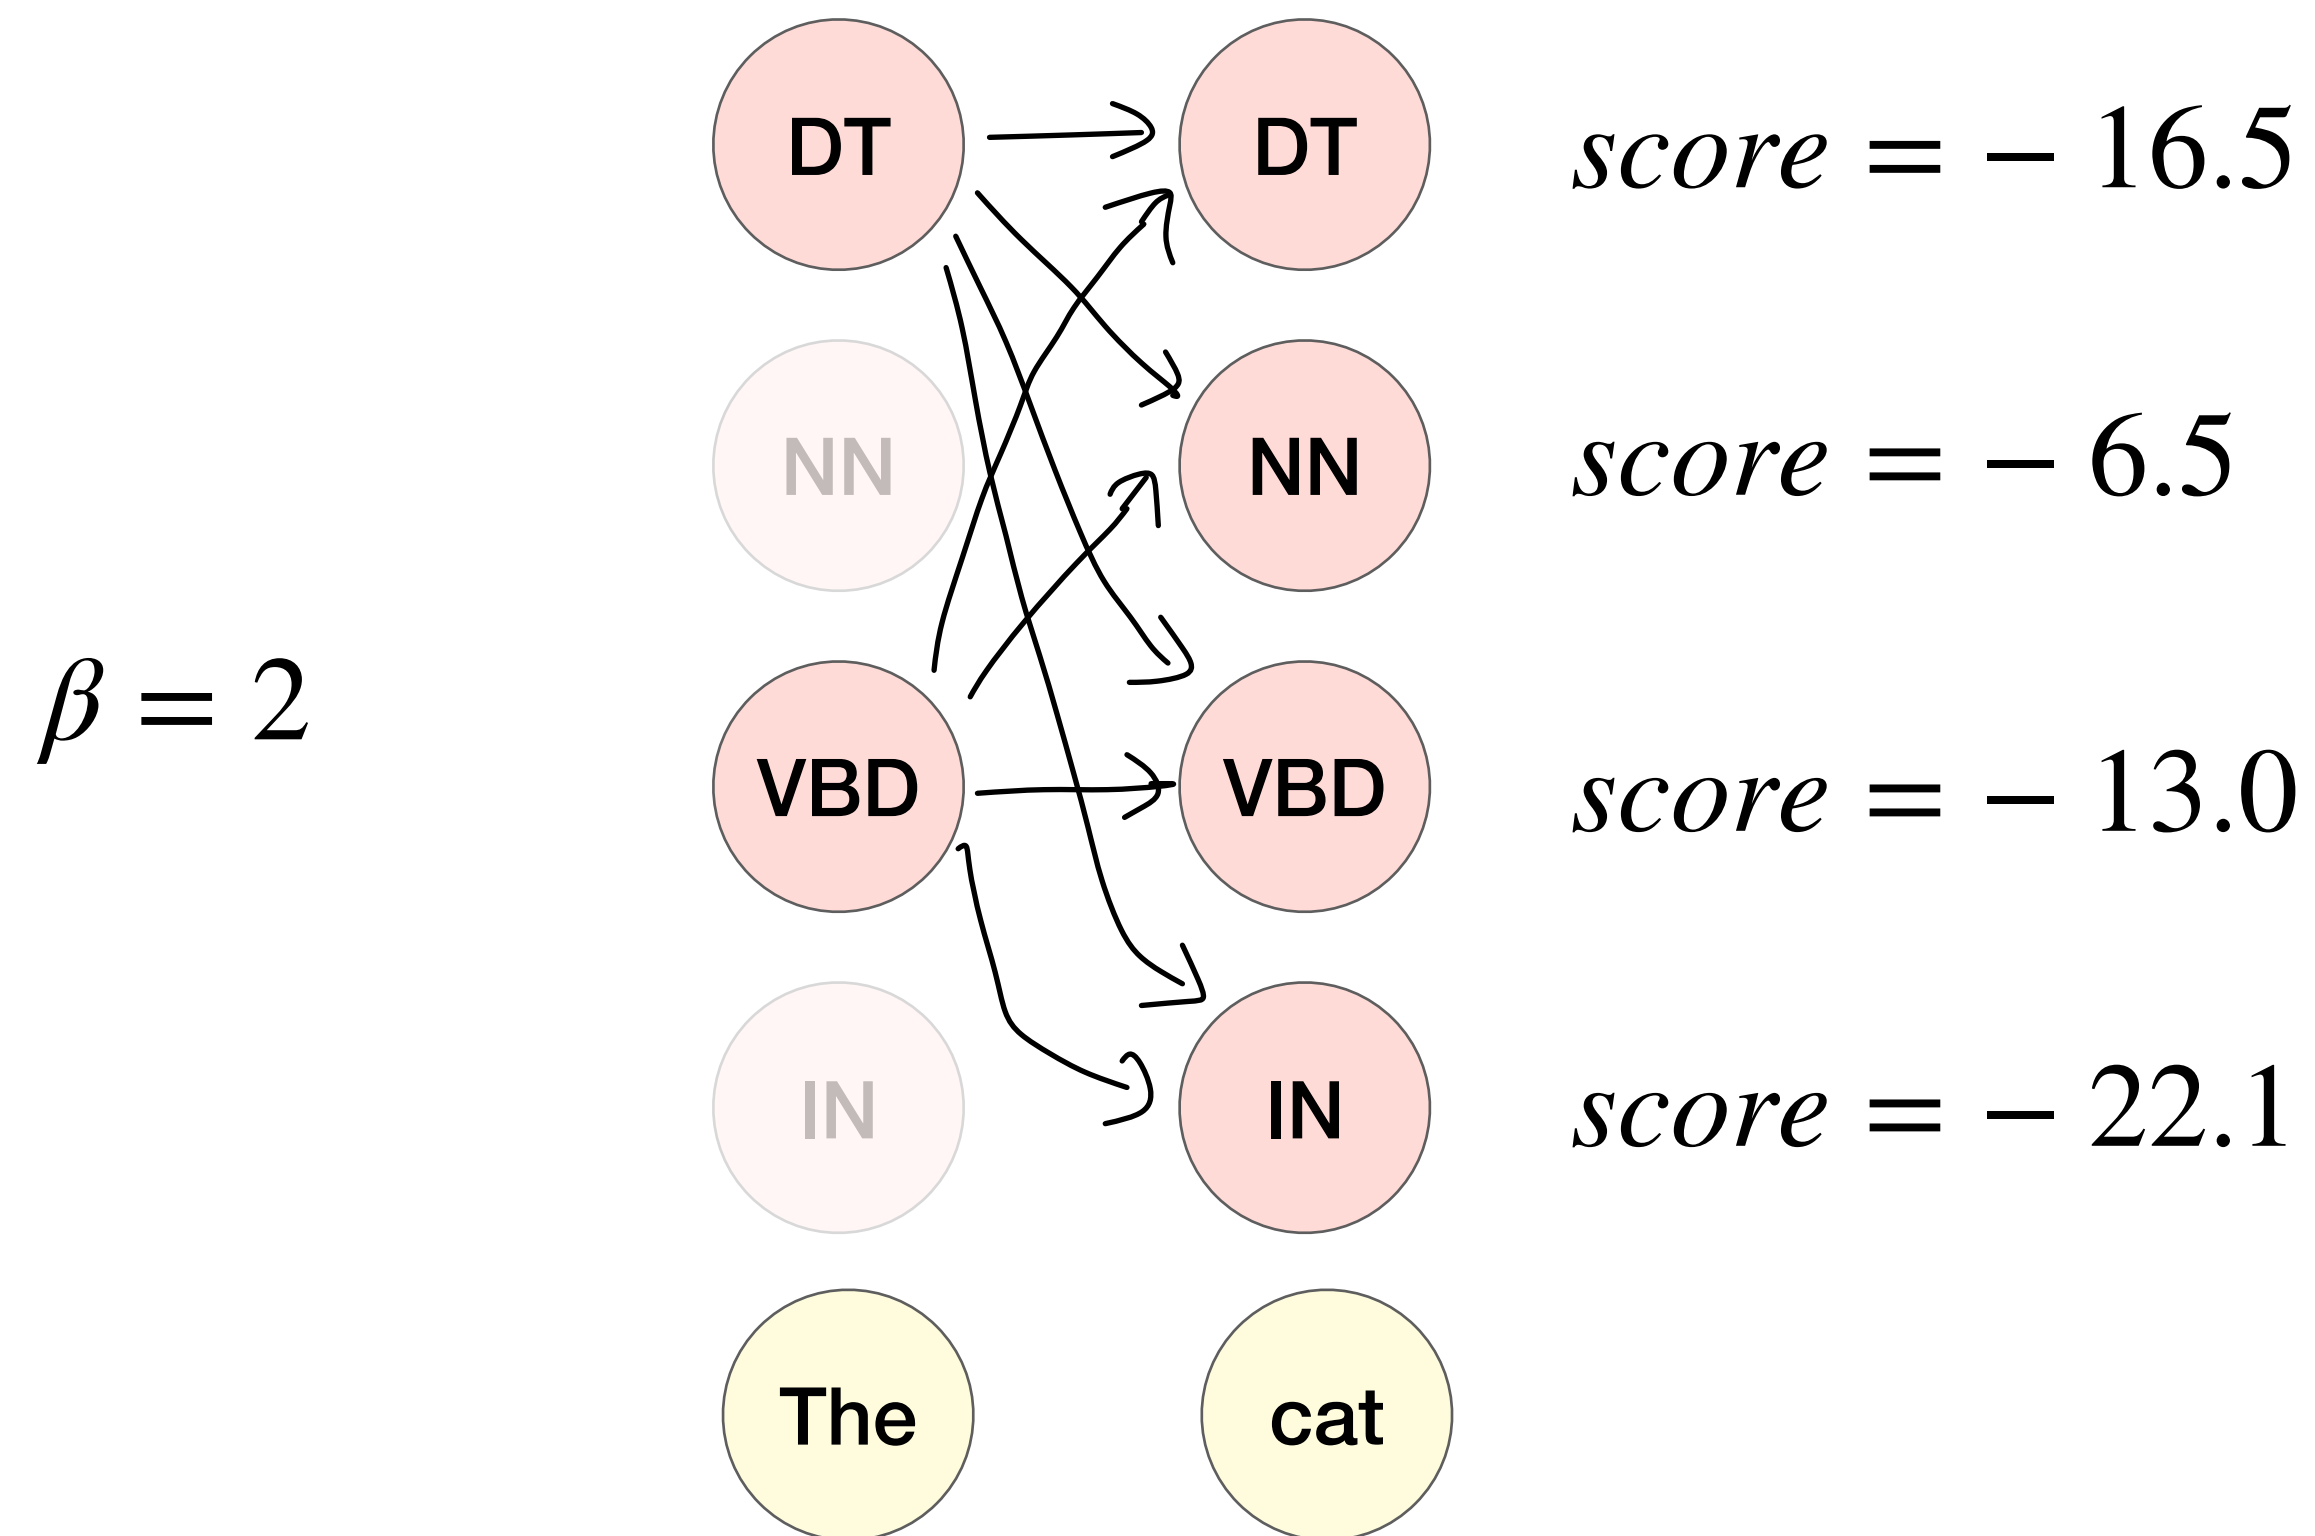 DT DT score = − 16.5
NN NN score = − 6.5
β = 2
VBD VBD score = − 13.0
IN IN score = − 22.1
The cat